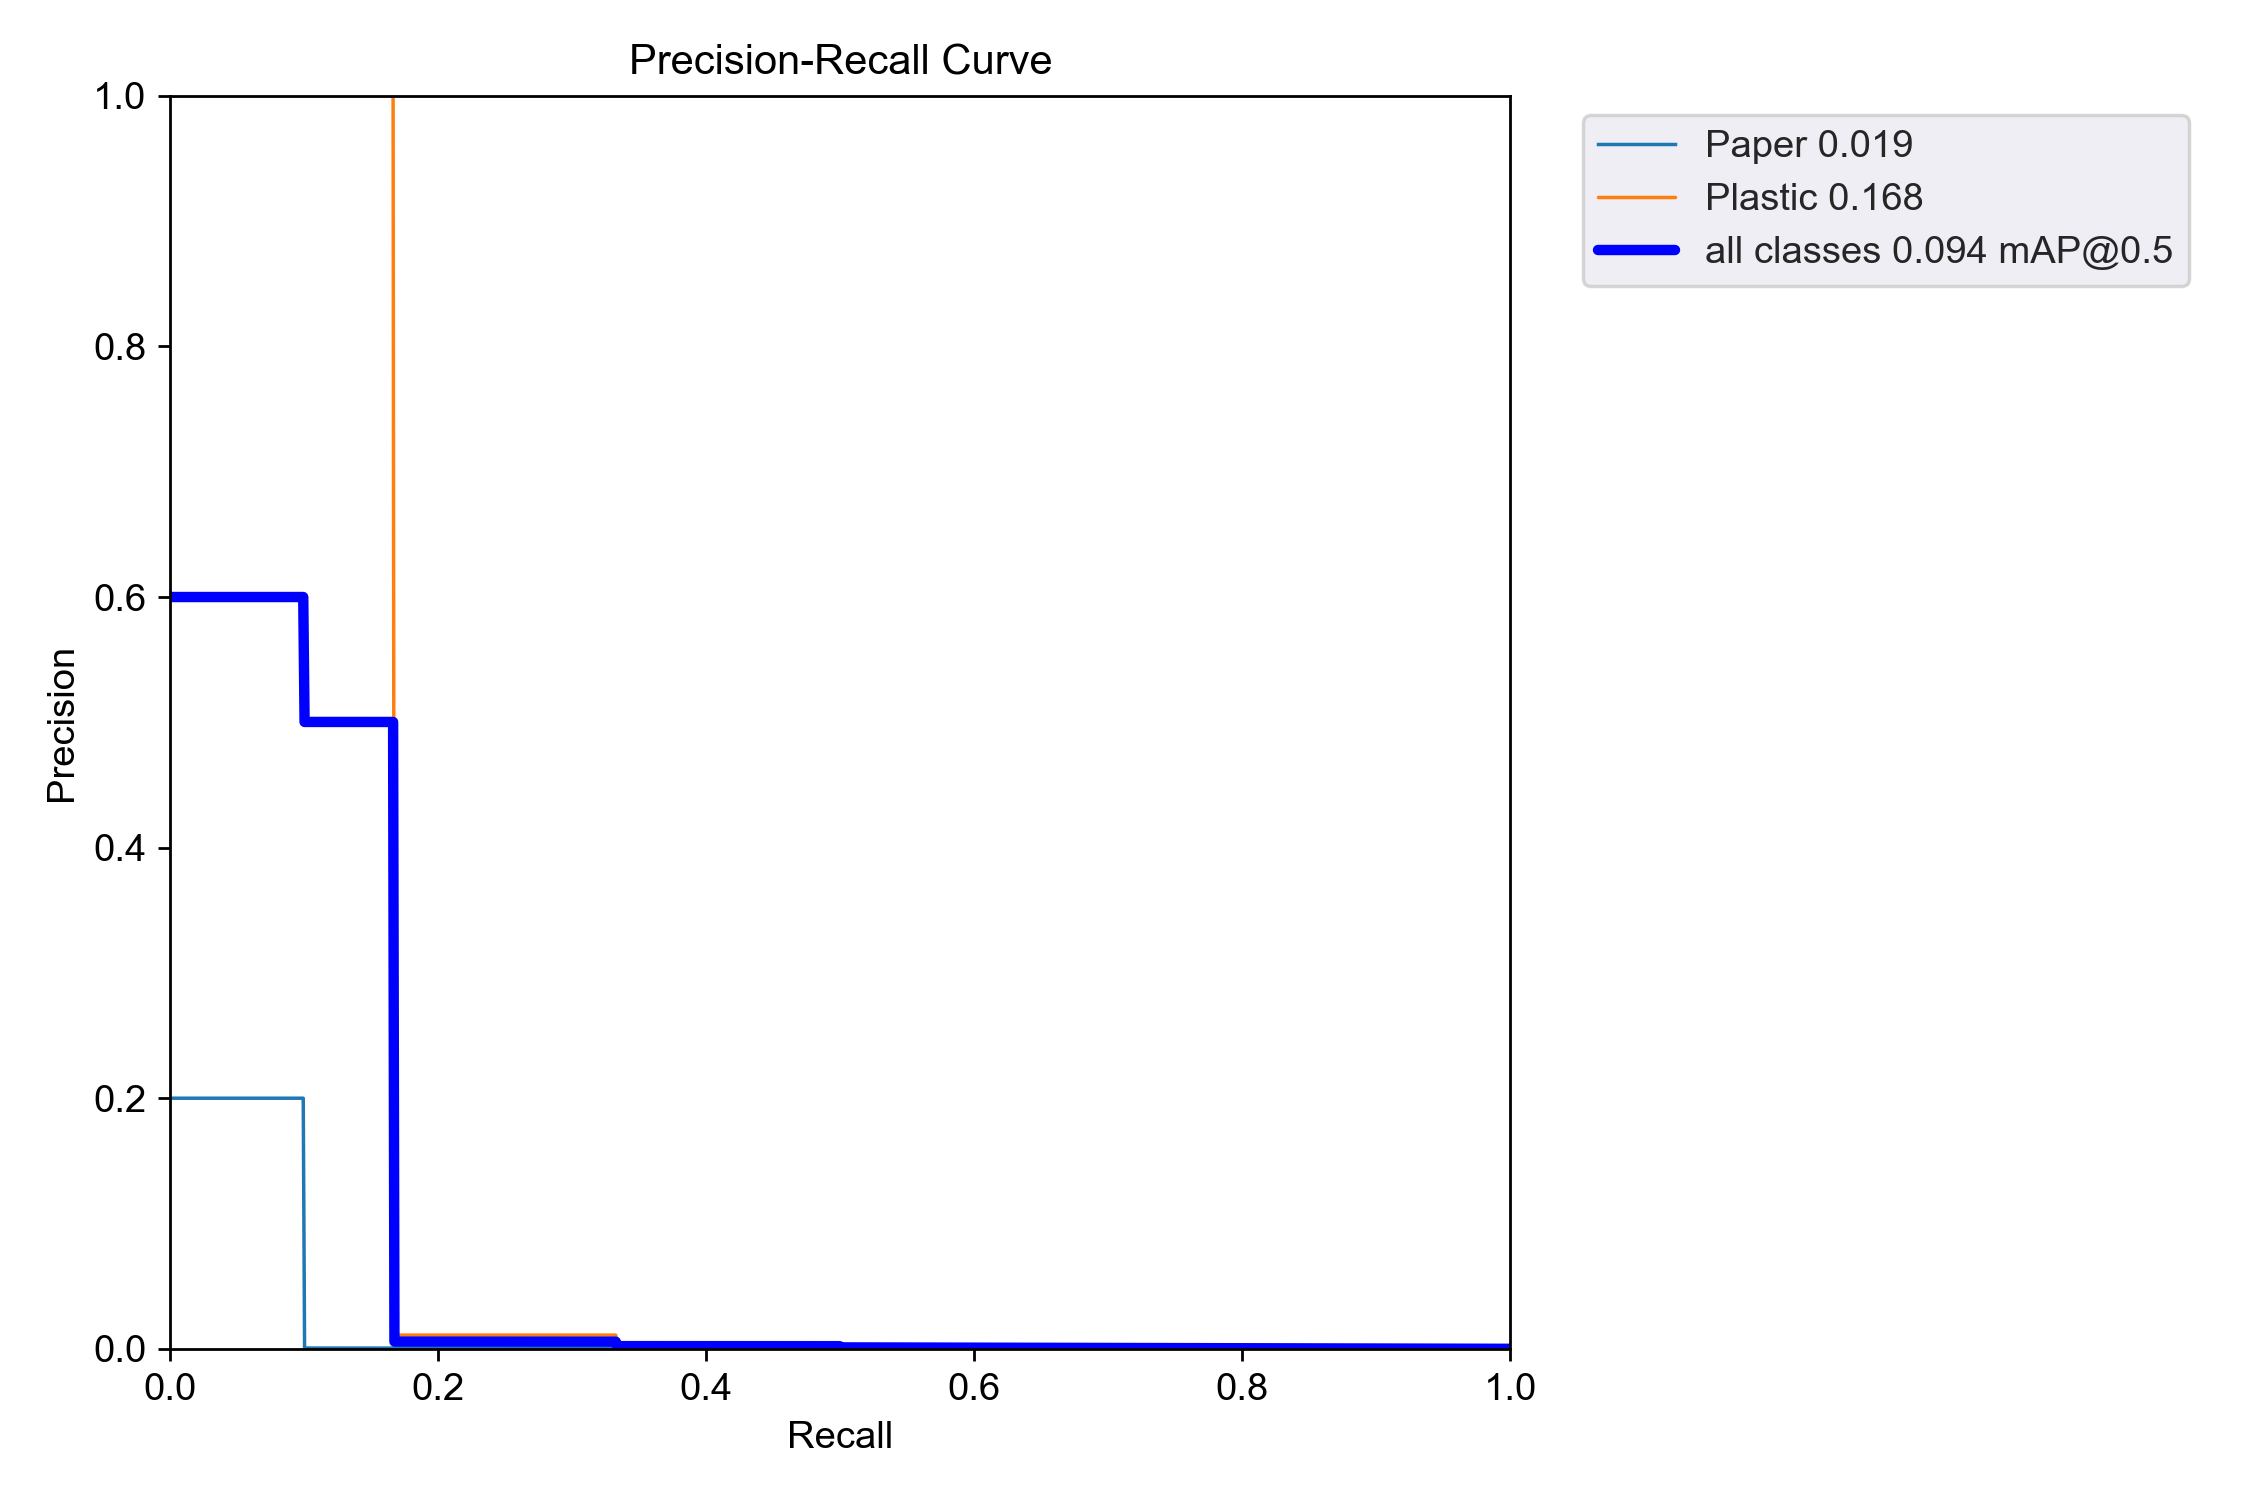 Precision-Recall Curve
1.0
0.8
0.6
0.4
0.2
0.0
Precision
0.0 0.2 0.4 0.6 0.8 1.0
Recall
Paper 0.019
Plastic 0.168
all classes 0.094 mAP@0.5